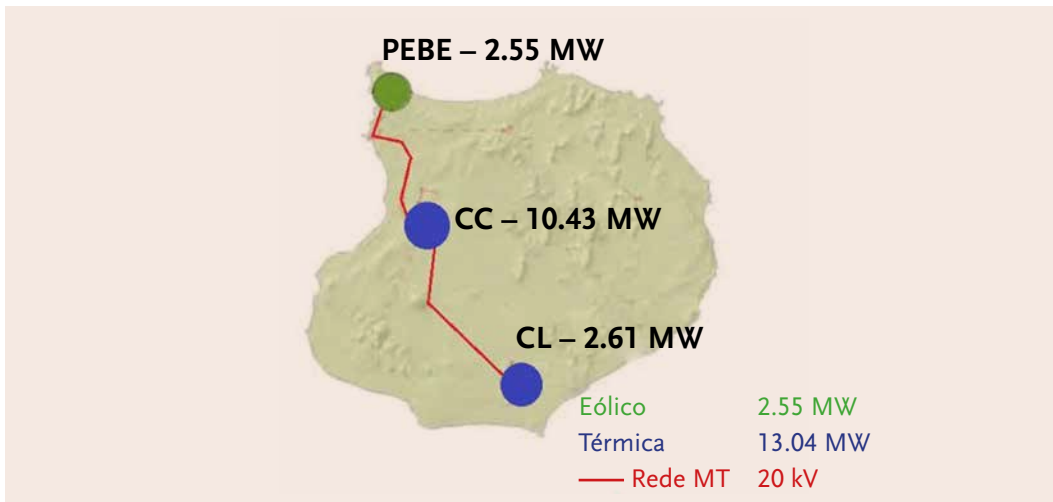 PEBE – 2.55 MW
CC – 10.43 MW
CL – 2.61 MW
Eólico 2.55 MW
Térmica 13.04 MW
Rede MT 20 kV